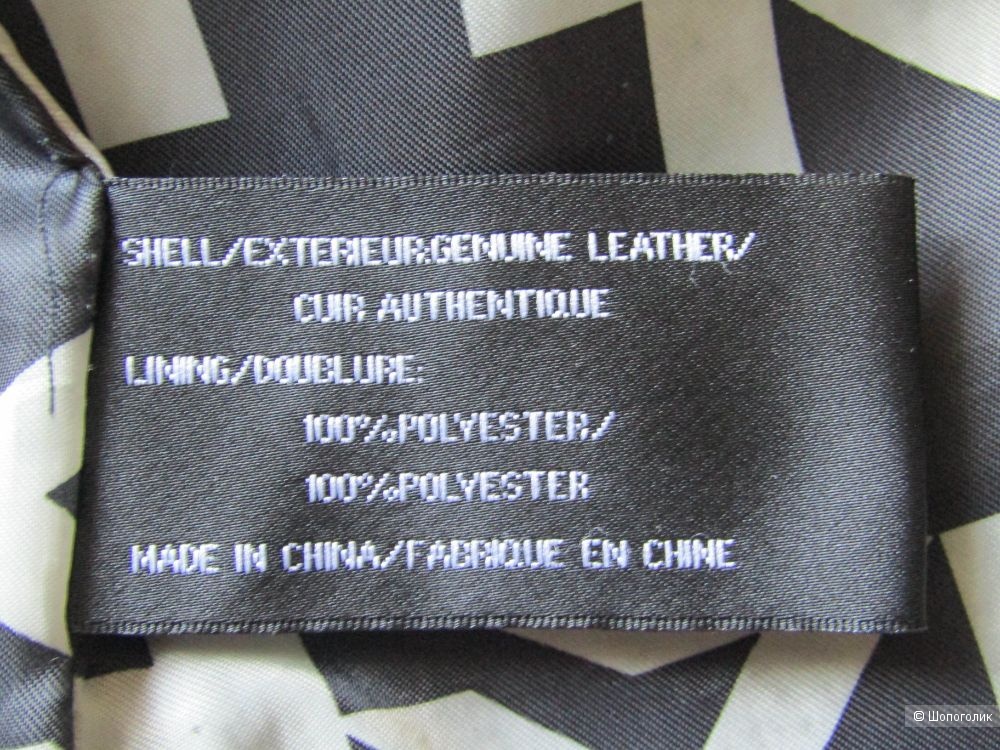 SHELL/EXTERIEUR:GENUINE LEATHER/
CUIR AUTHENTIQUE
LINING/DOUBLURE:
100%POLYESTER/
100%POLYESTER
MADE IN CHINA/FABRIQUE EN CHINE
© Шопоголик